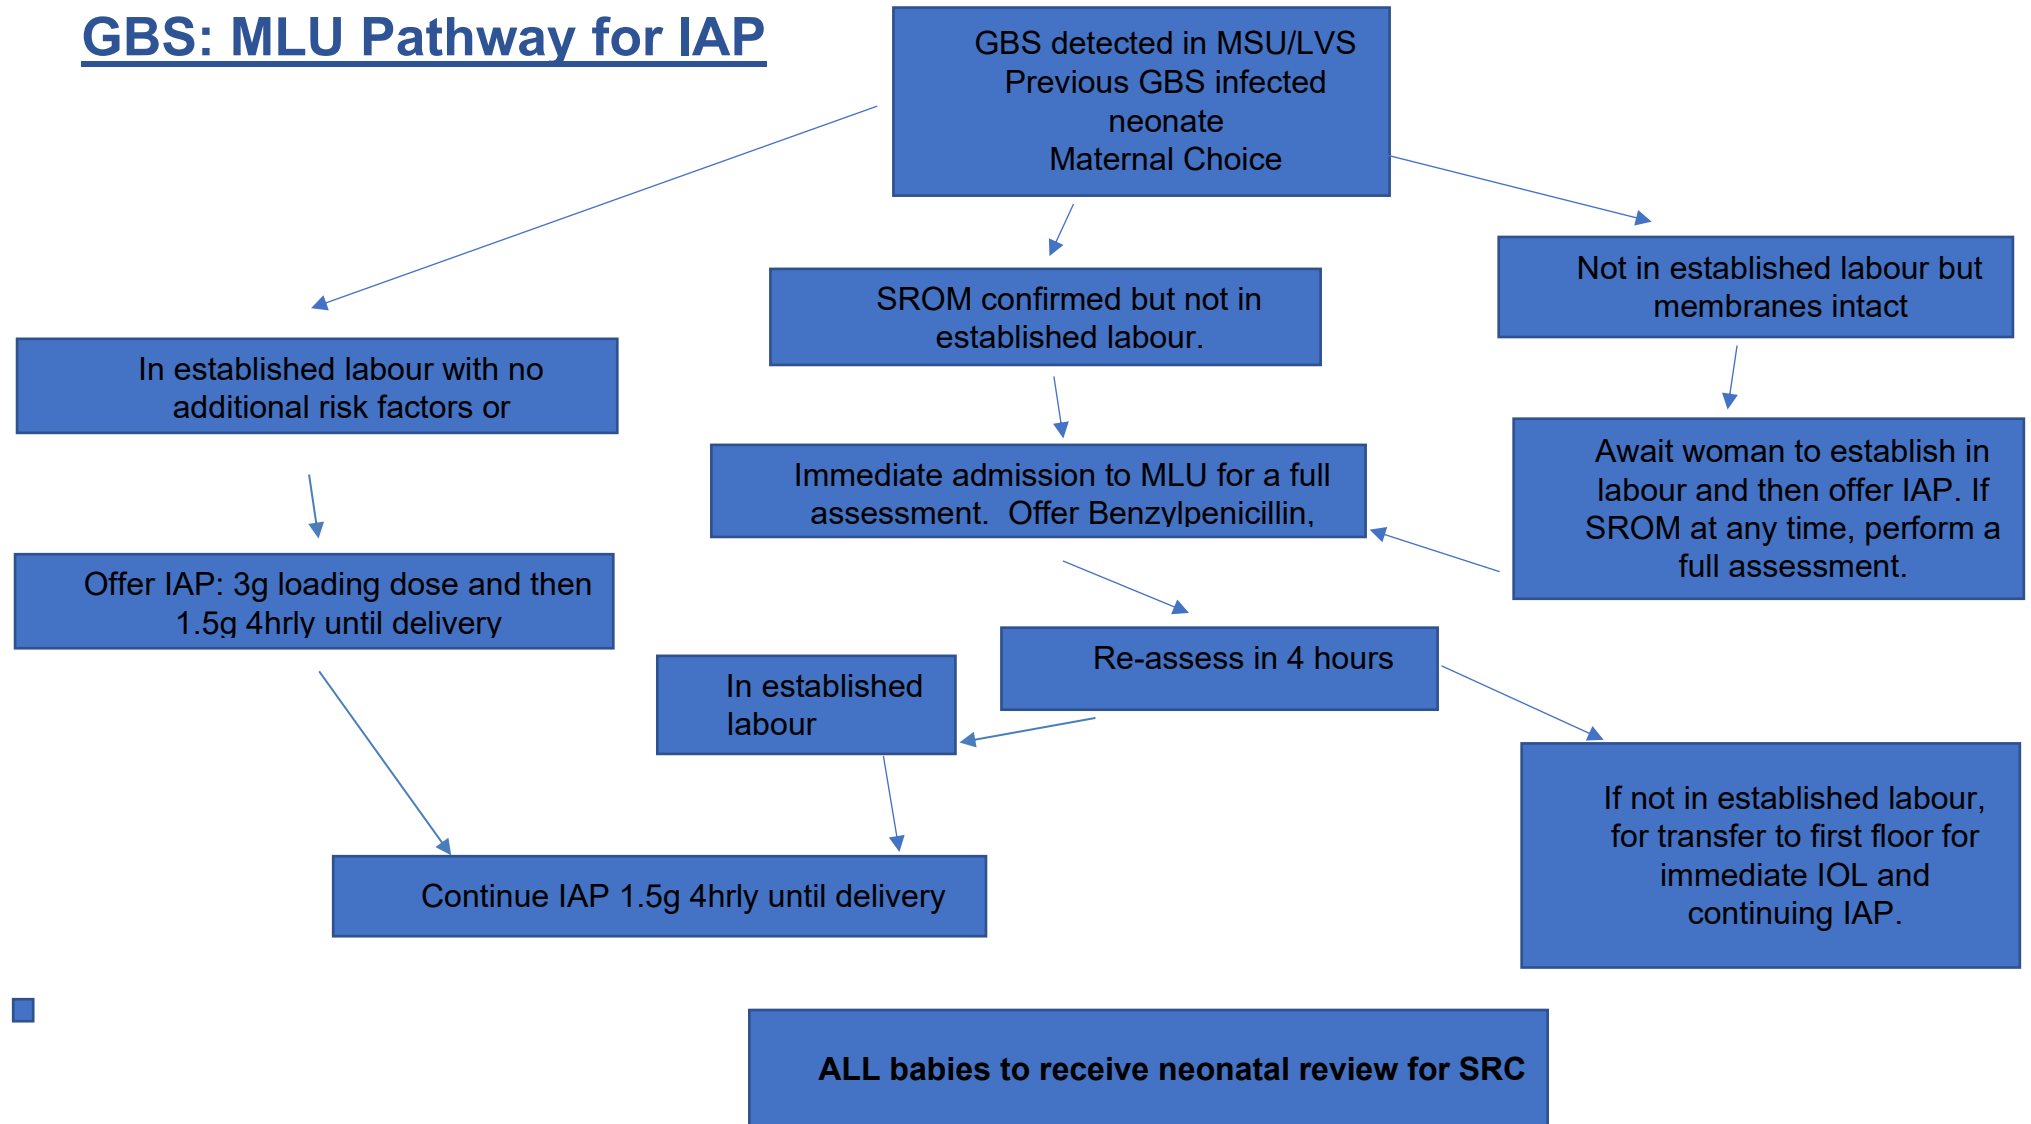 GBS: MLU Pathway for IAP
GBS detected in MSU/LVS
Previous GBS infected
neonate
Maternal Choice
In established labour with no
additional risk factors or
SROM confirmed but not in
established labour.
Not in established labour but
membranes intact
Offer IAP: 3g loading dose and then
1.5g 4hrly until delivery
Immediate admission to MLU for a full
assessment.  Offer Benzylpenicillin,
Await woman to establish in
labour and then offer IAP. If
SROM at any time, perform a
full assessment.
Re-assess in 4 hours
In established
labour
If not in established labour,
for transfer to first floor for
immediate IOL and
continuing IAP.
Continue IAP 1.5g 4hrly until delivery
ALL babies to receive neonatal review for SRC